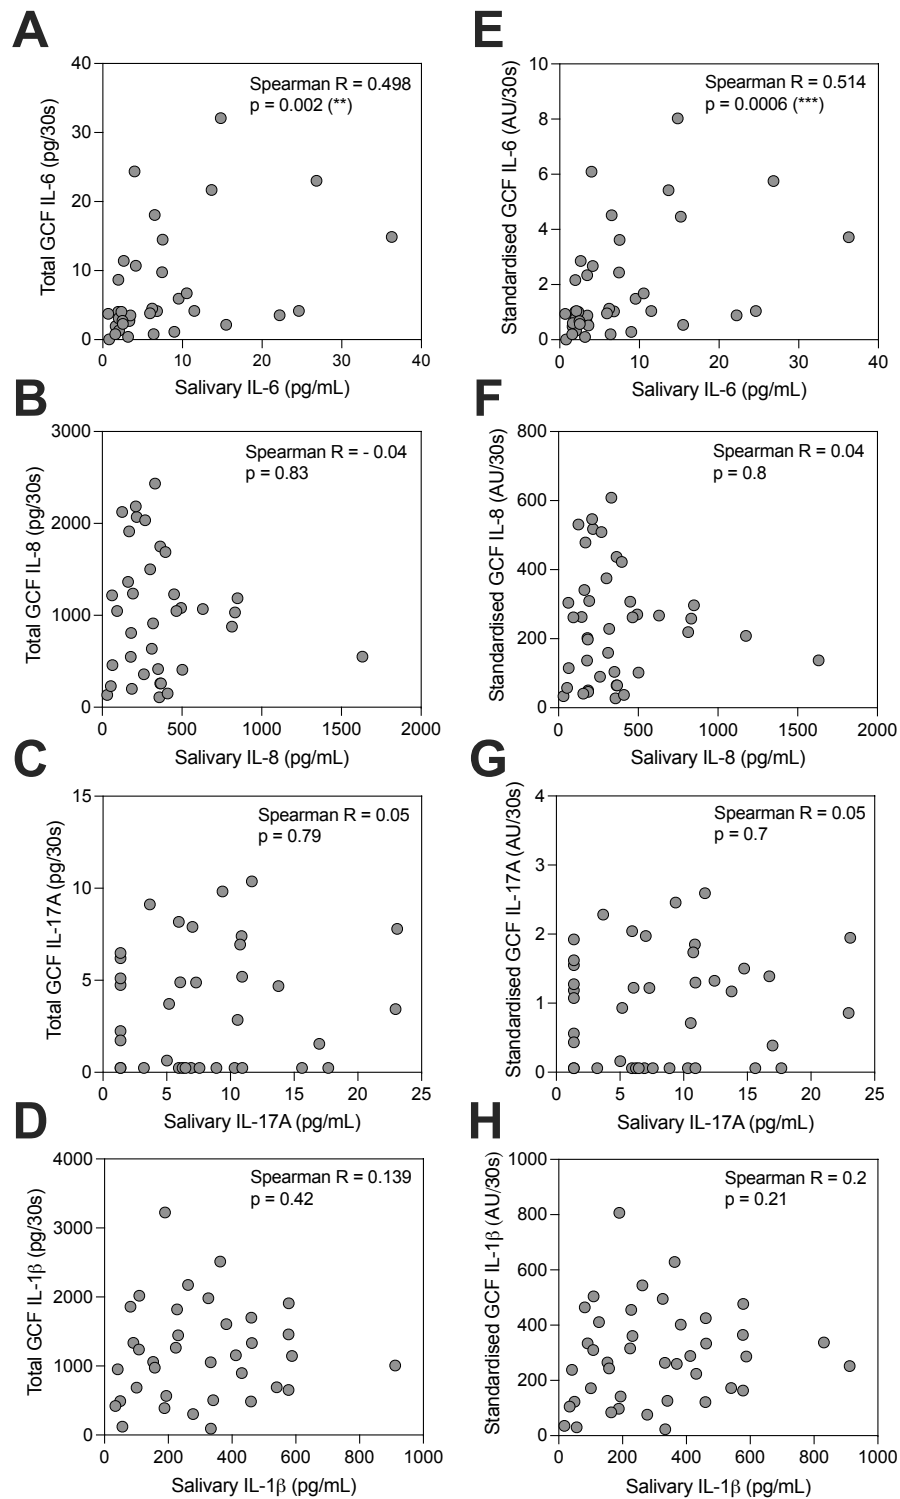 A
Spearman R = 0.498
p = 0.002 (**)
Total GCF IL-6 (pg/30s)
40
30
20
10
0
0 10 20 30 40
Salivary IL-6 (pg/mL)
E
Spearman R = 0.514
p = 0.0006 (***)
Standardised GCF IL-6 (AU/30s)
10
8
6
4
2
0
0 10 20 30 40
Salivary IL-6 (pg/mL)
B
Spearman R = - 0.04
p = 0.83
Total GCF IL-8 (pg/30s)
3000
2000
1000
0
0 500 1000 1500 2000
Salivary IL-8 (pg/mL)
F
Spearman R = 0.04
p = 0.8
Standardised GCF IL-8 (AU/30s)
800
600
400
200
0
0 500 1000 1500 2000
Salivary IL-8 (pg/mL)
C
Spearman R = 0.05
p = 0.79
Total GCF IL-17A (pg/30s)
15
10
5
0
0 5 10 15 20 25
Salivary IL-17A (pg/mL)
G
Spearman R = 0.05
p = 0.7
Standardised GCF IL-17A (AU/30s)
4
3
2
1
0
0 5 10 15 20 25
Salivary IL-17A (pg/mL)
D
Spearman R = 0.139
p = 0.42
Total GCF IL-1β (pg/30s)
4000
3000
2000
1000
0
0 200 400 600 800 1000
Salivary IL-1β (pg/mL)
H
Spearman R = 0.2
p = 0.21
Standardised GCF IL-1β (AU/30s)
1000
800
600
400
200
0
0 200 400 600 800 1000
Salivary IL-1β (pg/mL)